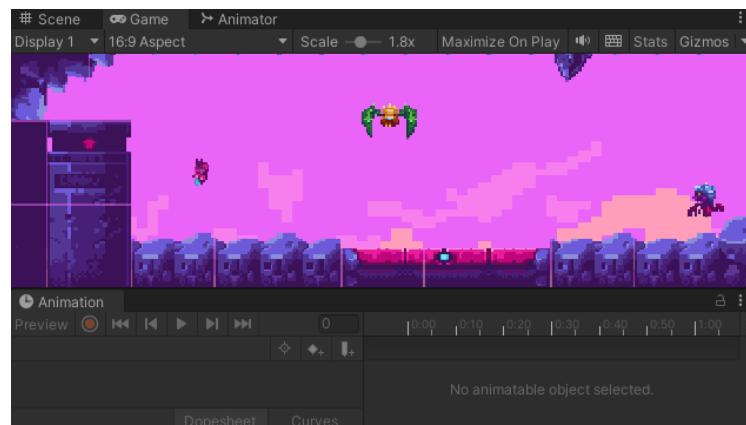 Scene Game Animator
Display 1 16:9 Aspect Scale 1.8x Maximize On Play Stats Gizmos
Animation
Preview 0 0:00 0:10 0:20 0:30 0:40 0:50 1:00
No animatable object selected.
Dopesheet Curves